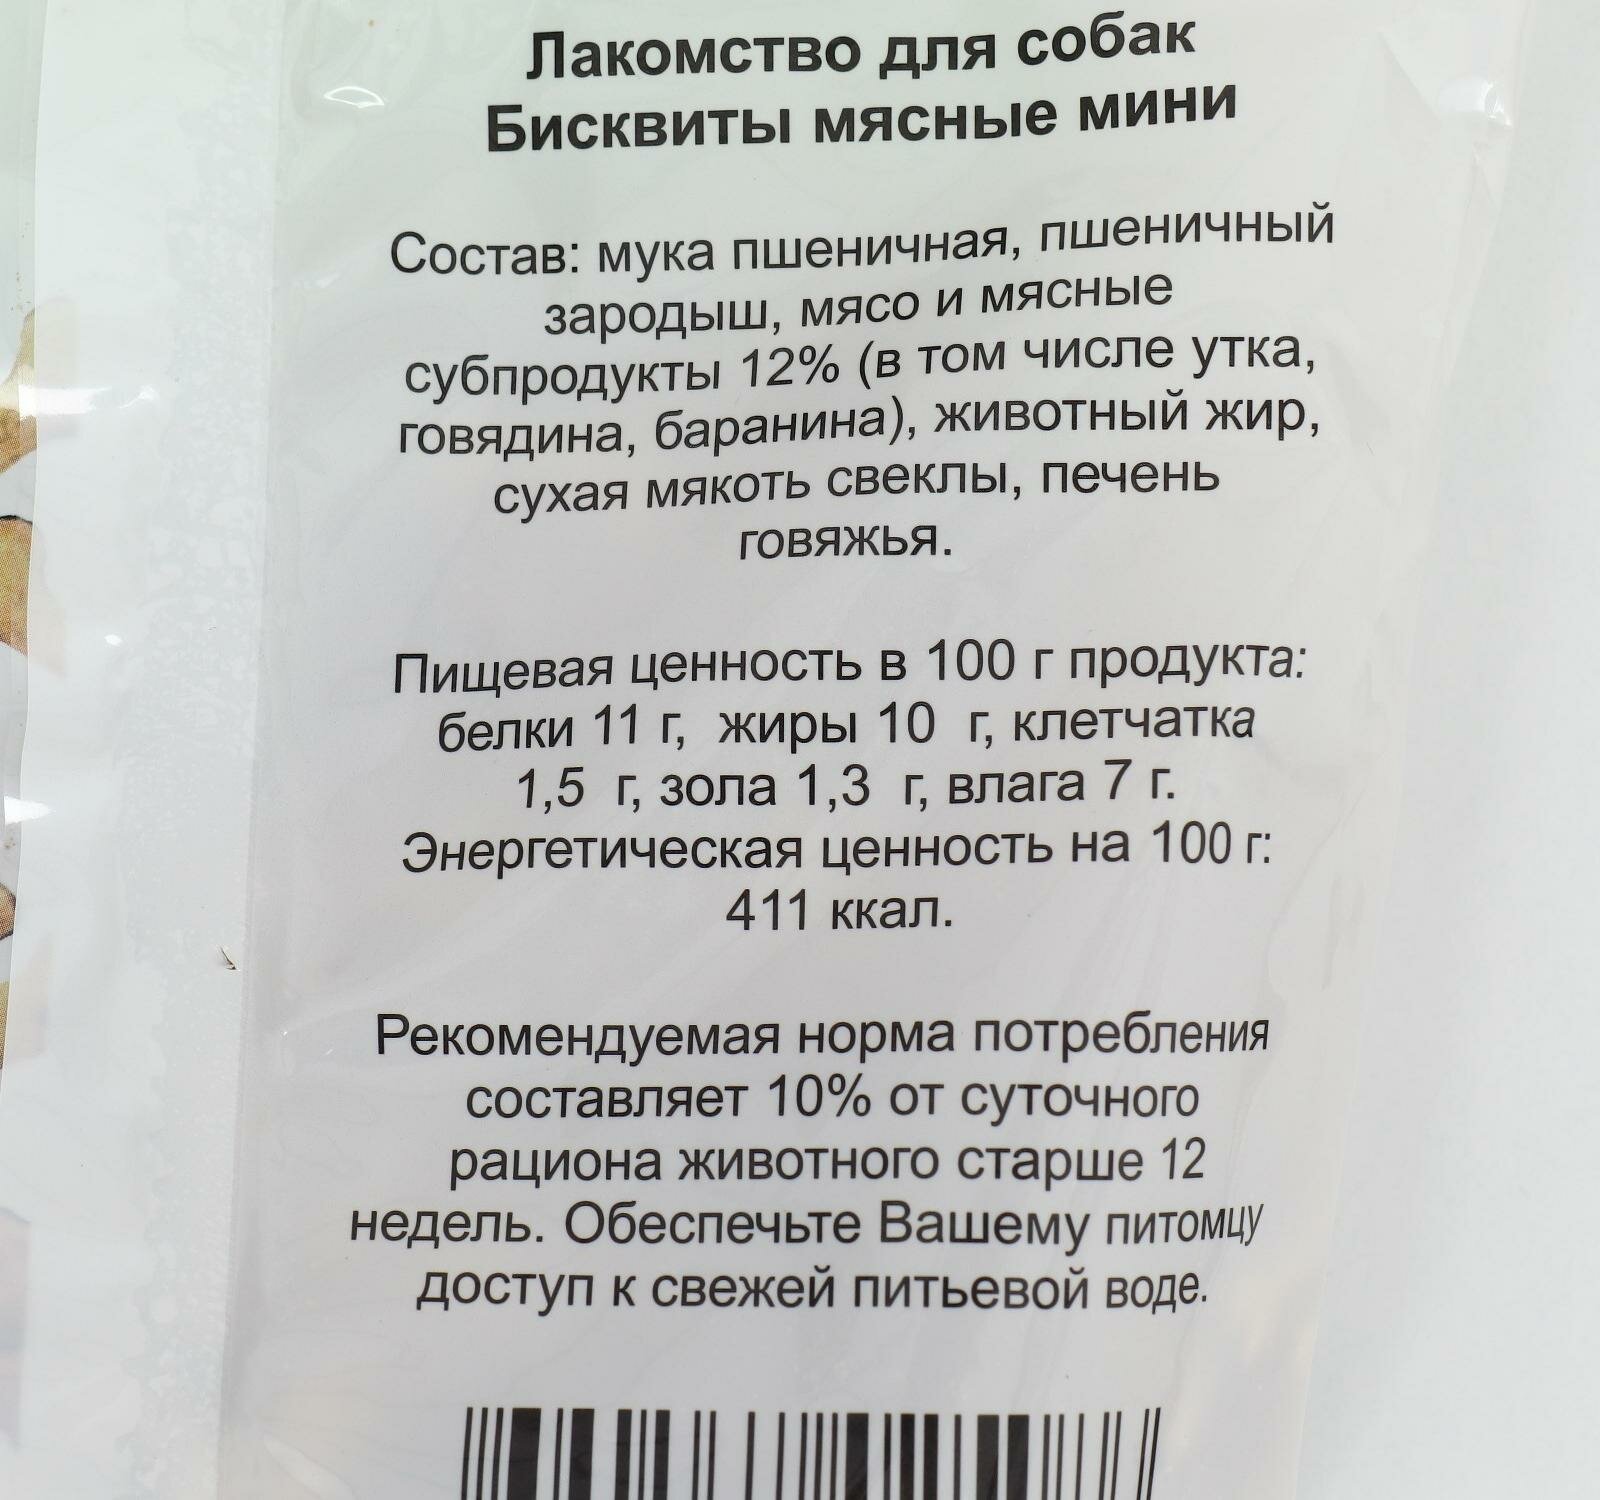 Лакомство для собак
Бисквиты мясные мини
Состав: мука пшеничная, пшеничный
зародыш, мясо и мясные
субпродукты 12% (в том числе утка,
говядина, баранина), животный жир,
сухая мякоть свеклы, печень
говяжья.
Пищевая ценность в 100 г продукта:
белки 11 г, жиры 10 г, клетчатка
1,5 г, зола 1,3 г, влага 7 г.
Энергетическая ценность на 100 г:
411 ккал.
Рекомендуемая норма потребления
составляет 10% от суточного
рациона животного старше 12
недель. Обеспечьте Вашему питомцу
доступ к свежей питьевой воде.